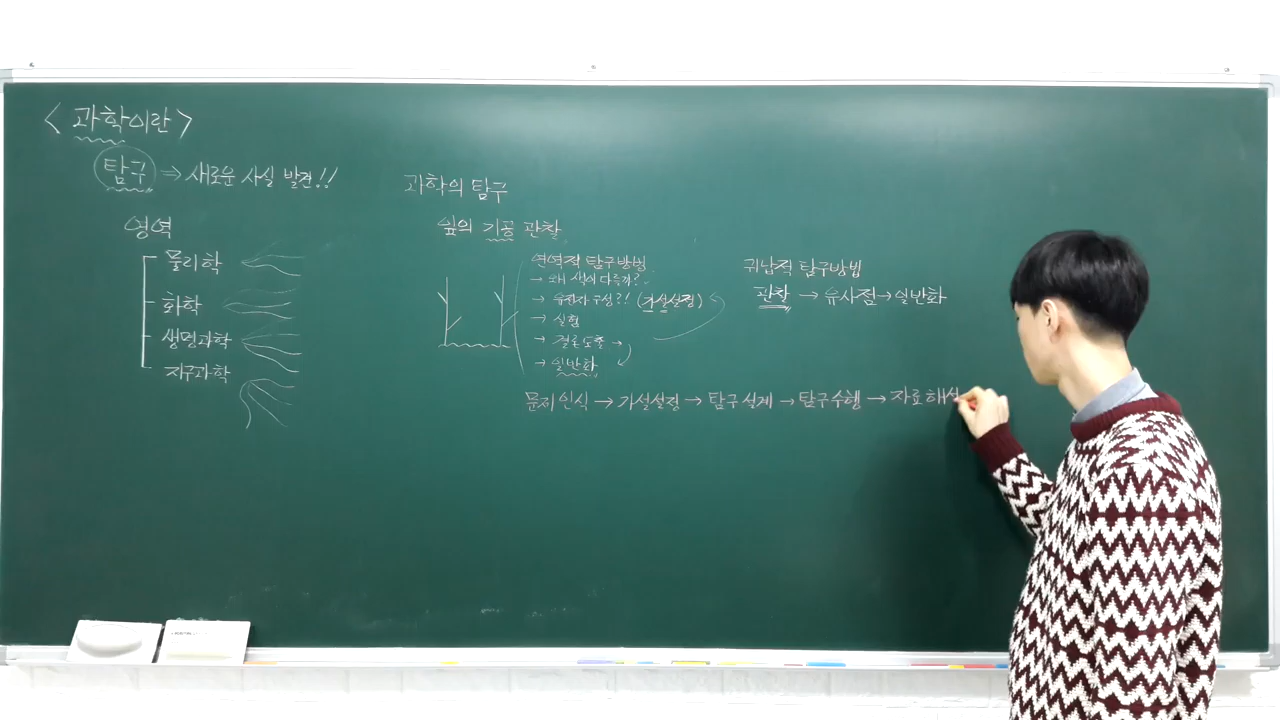 <과학이란>
탐구 ⇒ 새로운 사실 발견!!
영역
물리학
화학
생명과학
지구과학
과학의 탐구
잎의 기공 관찰
연역적 탐구방법
→ 왜 색이 다를까?
→ 유전자 구성?! (가설설정)
→ 실험
→ 결론도출 →
→ 일반화
귀납적 탐구방법
관찰 → 유사점 → 일반화
문제인식 → 가설설정 → 탐구설계 → 탐구수행 → 자료해석